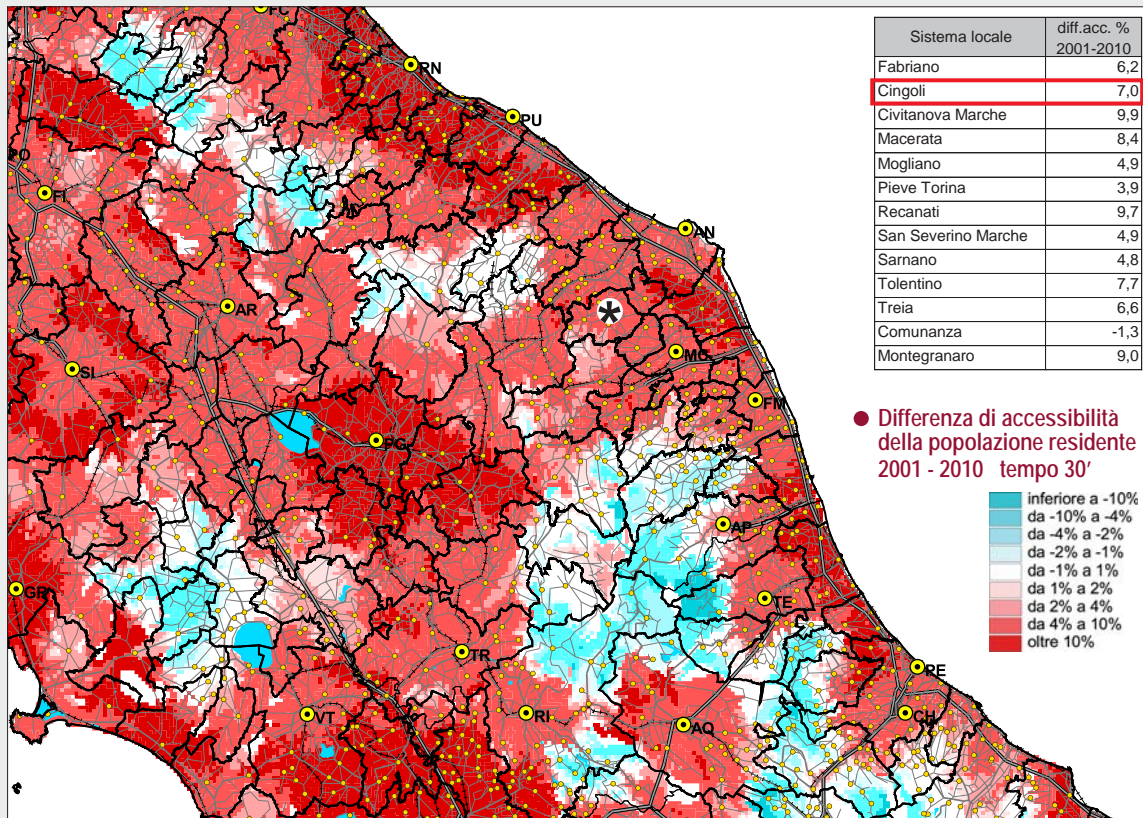 FC
RN
PU
BO
FI
AN
AR
*
MC
SI
FM
PG
AP
GR
TE
TR
PE
VT
RI
AQ
CH
Sistema locale diff.acc. % 2001-2010
Fabriano 6,2
Cingoli 7,0
Civitanova Marche 9,9
Macerata 8,4
Mogliano 4,9
Pieve Torina 3,9
Recanati 9,7
San Severino Marche 4,9
Sarnano 4,8
Tolentino 7,7
Treia 6,6
Comunanza -1,3
Montegranaro 9,0
● Differenza di accessibilità
della popolazione residente
2001 - 2010 tempo 30'
inferiore a -10%
da -10% a -4%
da -4% a -2%
da -2% a -1%
da -1% a 1%
da 1% a 2%
da 2% a 4%
da 4% a 10%
oltre 10%